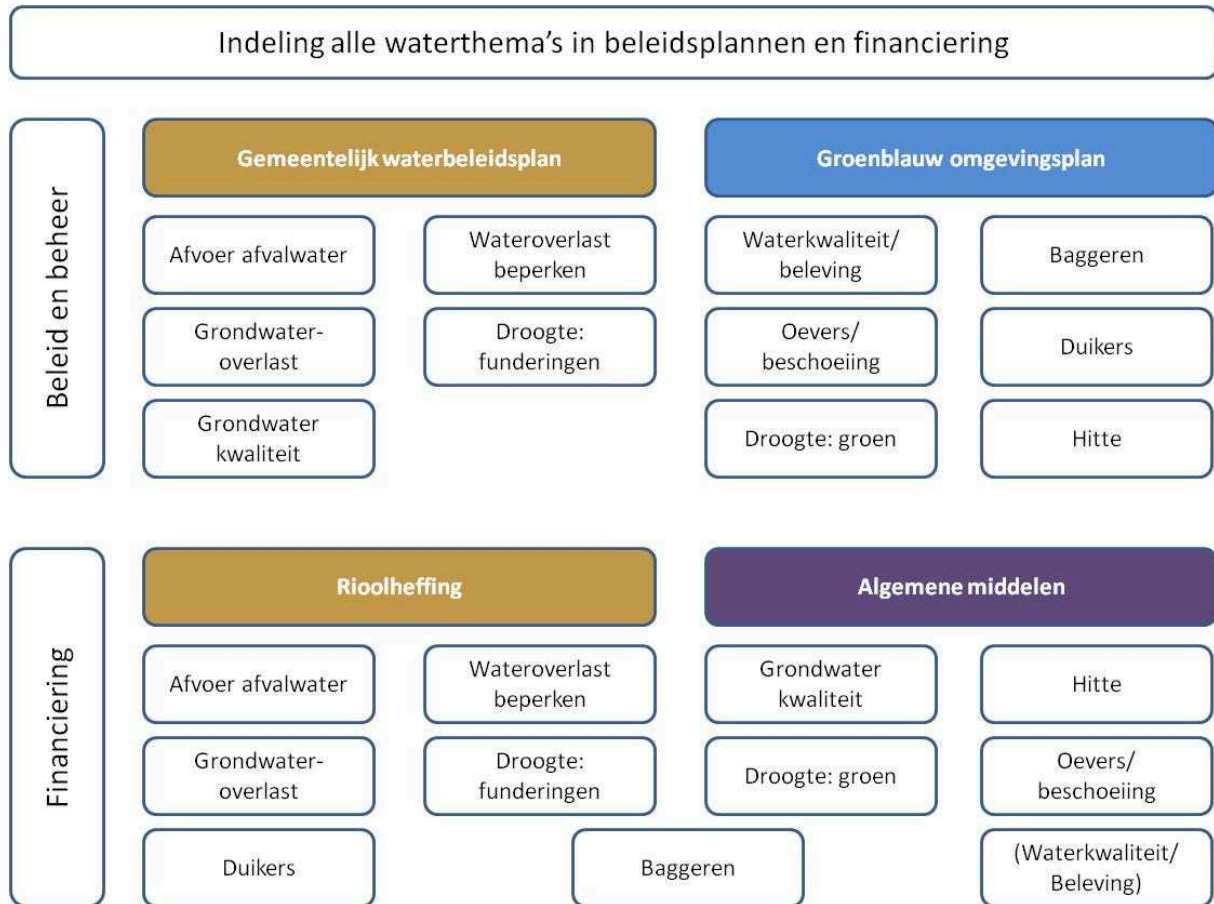 Indeling alle waterthema's in beleidsplannen en financiering
Beleid en beheer
Gemeentelijk waterbeleidsplan
Groenblauw omgevingsplan
Afvoer afvalwater
Wateroverlast
beperken
Waterkwaliteit/
beleving
Baggeren
Grondwater-
overlast
Droogte:
funderingen
Oevers/
beschoeiing
Duikers
Grondwater
kwaliteit
Droogte: groen
Hitte
Financiering
Rioolheffing
Algemene middelen
Afvoer afvalwater
Wateroverlast
beperken
Grondwater
kwaliteit
Hitte
Grondwater-
overlast
Droogte:
funderingen
Droogte: groen
Oevers/
beschoeiing
Duikers
Baggeren
(Waterkwaliteit/
Beleving)